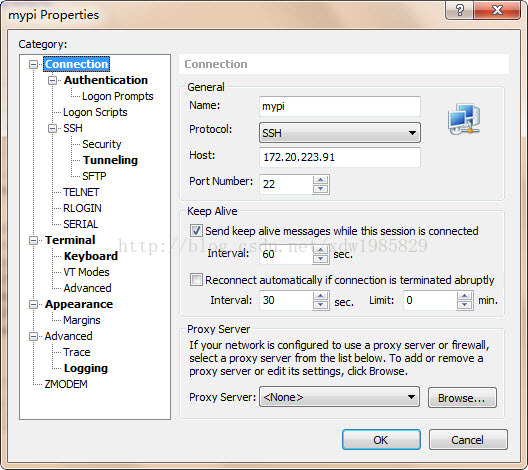 mypi Properties
Category:
Connection
Authentication
Logon Prompts
Logon Scripts
SSH
Security
Tunneling
SFTP
TELNET
RLOGIN
SERIAL
Terminal
Keyboard
VT Modes
Advanced
Appearance
Margins
Advanced
Trace
Logging
ZMODEM
Connection
General
Name: mypi
Protocol: SSH
Host: 172.20.223.91
Port Number: 22
Keep Alive
Send keep alive messages while this session is connected
http://blog.csdn.net/xdw1985829
Interval: 60 sec.
Reconnect automatically if connection is terminated abruptly
Interval: 30 sec. Limit: 0 min.
Proxy Server
If your network is configured to use a proxy server or firewall,
select a proxy server from the list below. To add or remove a
proxy server or edit its settings, click Browse.
Proxy Server: <None> Browse...
OK Cancel